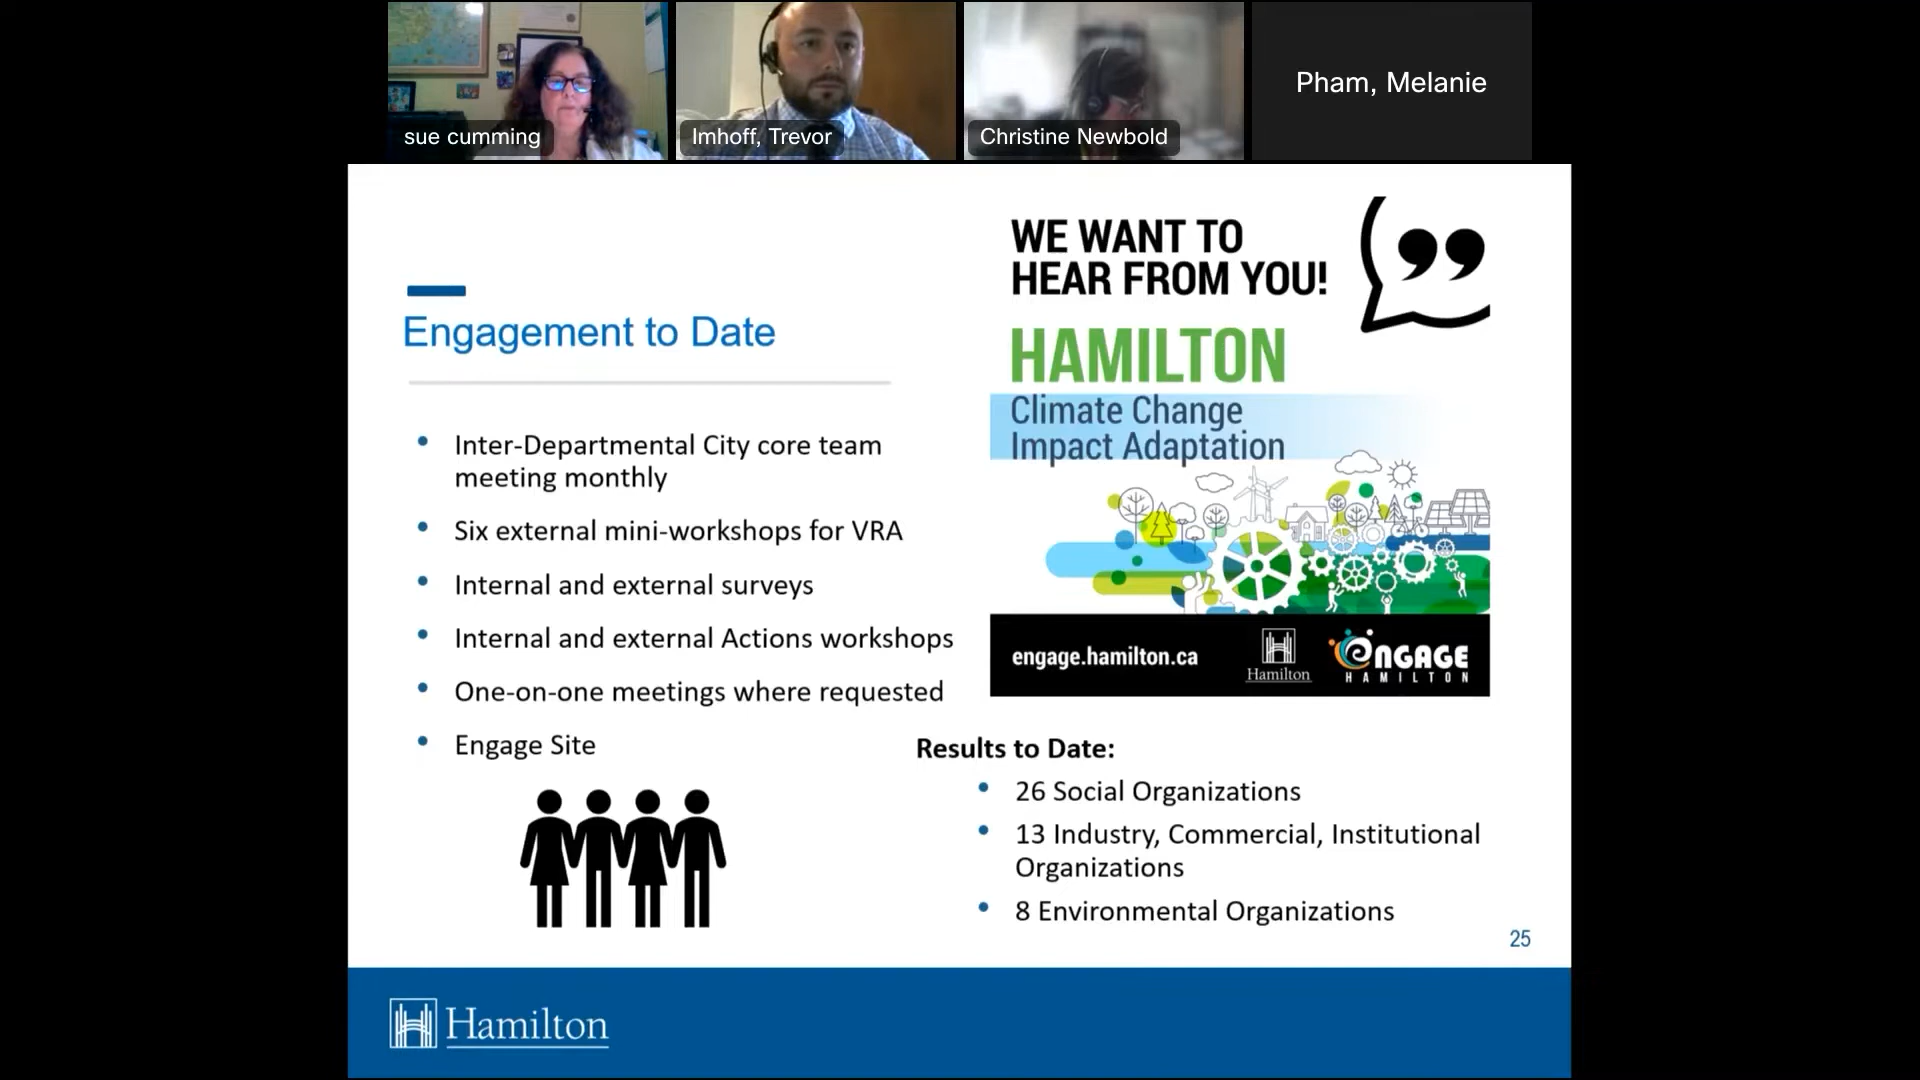 sue cumming
Imhoff, Trevor
Christine Newbold
Pham, Melanie
WE WANT TO
HEAR FROM YOU!
HAMILTON
Climate Change
Impact Adaptation
engage.hamilton.ca
Hamilton
ENGAGE
HAMILTON
Engagement to Date
• Inter-Departmental City core team
meeting monthly
• Six external mini-workshops for VRA
• Internal and external surveys
• Internal and external Actions workshops
• One-on-one meetings where requested
• Engage Site
Results to Date:
• 26 Social Organizations
• 13 Industry, Commercial, Institutional
Organizations
• 8 Environmental Organizations
25
Hamilton